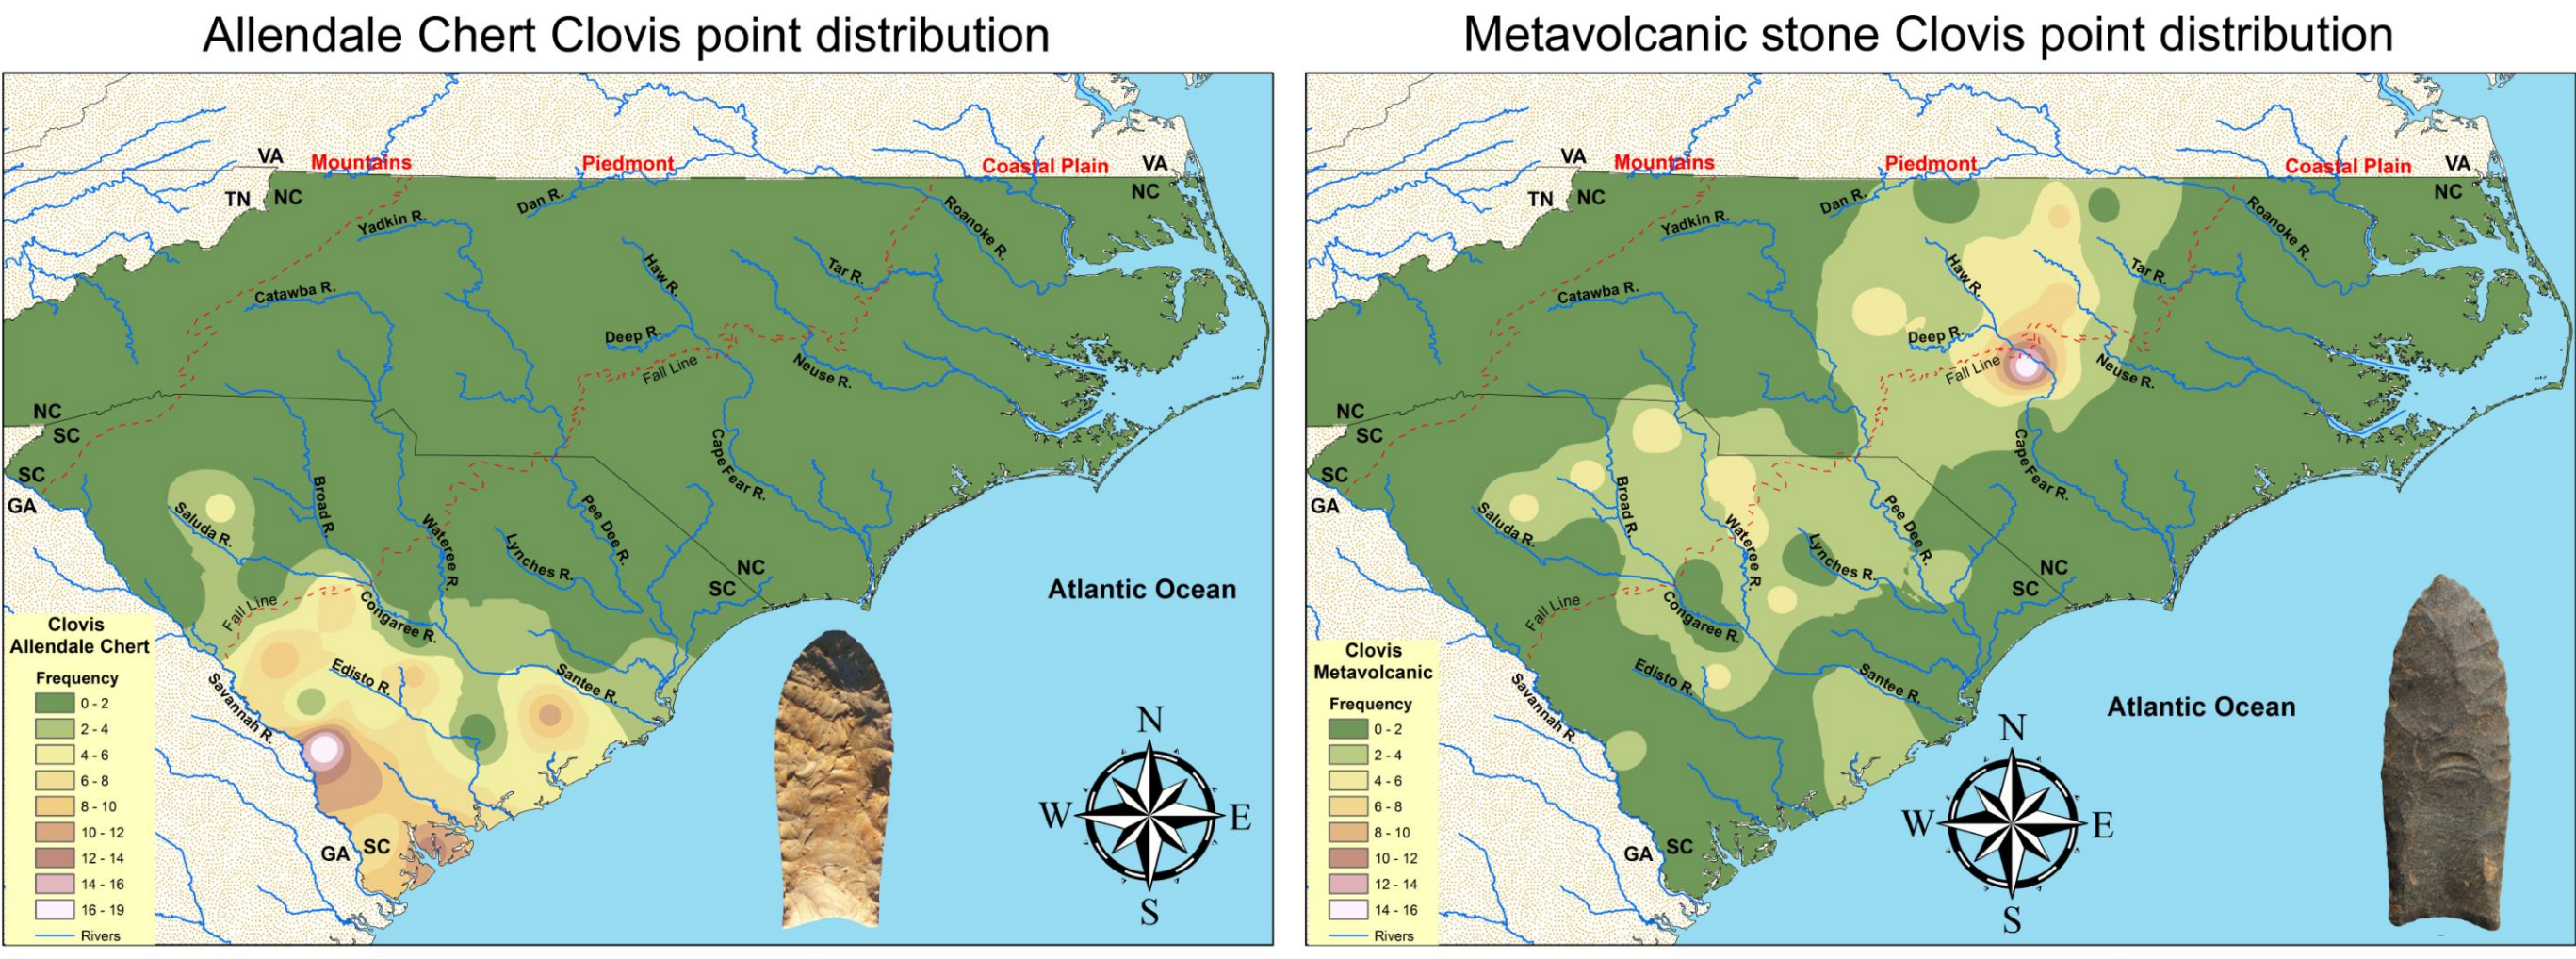 Allendale Chert Clovis point distribution
VA
Mountains
Piedmont
Coastal Plain
VA
TN
NC
NC
Dan R.
Yadkin R.
Roanoke R.
Haw R.
Tar R.
Catawba R.
Deep R.
Fall Line
Neuse R.
NC
SC
SC
GA
Cape Fear R.
Broad R.
Saluda R.
Wateree R.
Pee Dee R.
Lynches R.
NC
SC
Atlantic Ocean
Fall Line
Congaree R.
Edisto R.
Santee R.
Savannah R.
GA
SC
Clovis
Allendale Chert
Frequency
0 - 2
2 - 4
4 - 6
6 - 8
8 - 10
10 - 12
12 - 14
14 - 16
16 - 19
Rivers
N
W
E
S
Metavolcanic stone Clovis point distribution
VA
Mountains
Piedmont
Coastal Plain
VA
TN
NC
NC
Dan R.
Yadkin R.
Roanoke R.
Haw R.
Tar R.
Catawba R.
Deep R.
Fall Line
Neuse R.
NC
SC
SC
GA
Cape Fear R.
Broad R.
Saluda R.
Wateree R.
Pee Dee R.
Lynches R.
NC
SC
Fall Line
Congaree R.
Edisto R.
Santee R.
Savannah R.
Atlantic Ocean
GA
SC
Clovis
Metavolcanic
Frequency
0 - 2
2 - 4
4 - 6
6 - 8
8 - 10
10 - 12
12 - 14
14 - 16
Rivers
N
W
E
S